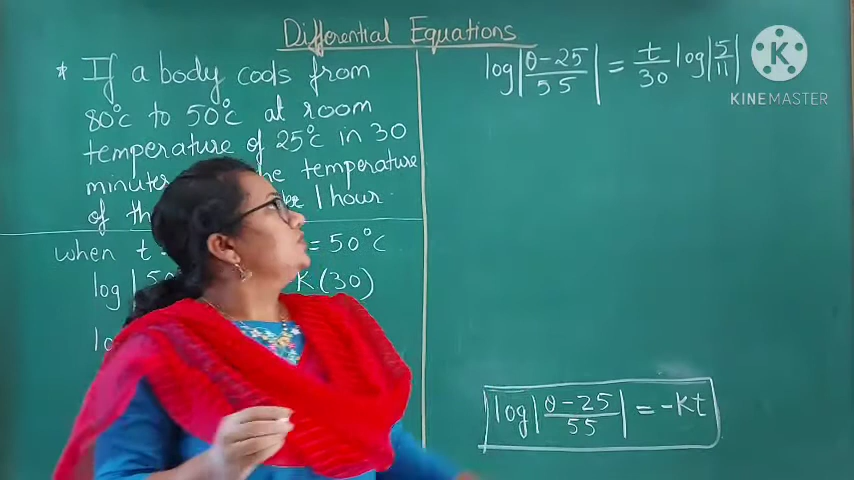 Differential Equations
* If a body cools from
80°c to 50°c at room
temperature of 25°c in 30
minutes the temperature
of the 1 hour.
when t = 50°c
log| K(30)
log|θ-25/55| = t/30 log|5/11|
K
KINEMASTER
log|θ-25/55| = -Kt